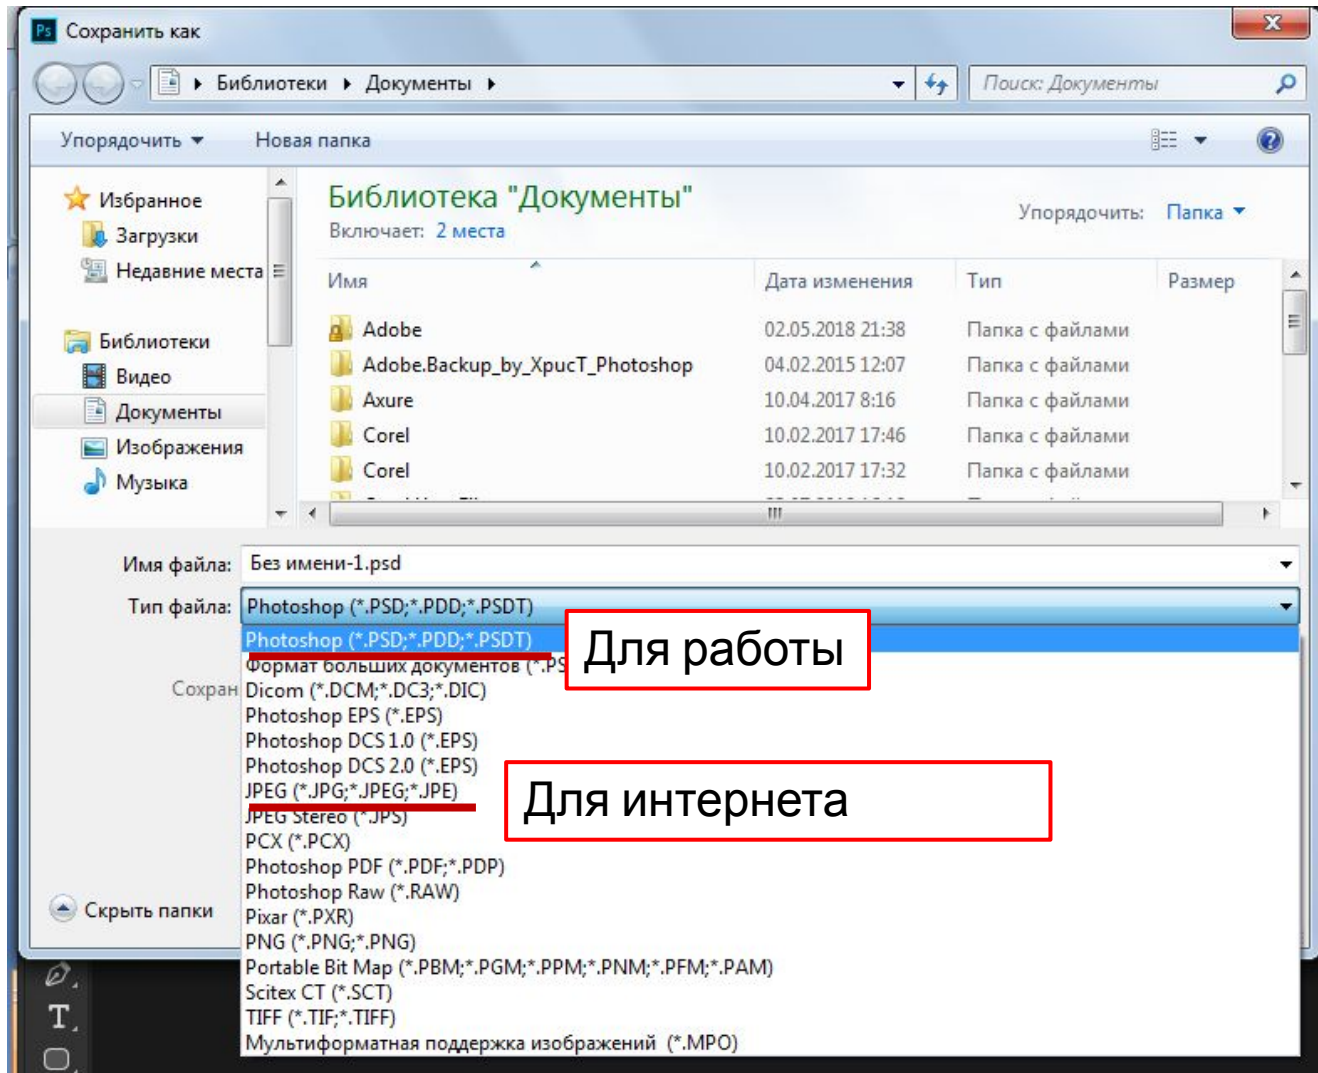 Ps Сохранить как
Библиотеки Документы
Поиск: Документы
Упорядочить Новая папка
Избранное
Загрузки
Недавние места
Библиотеки
Видео
Документы
Изображения
Музыка
Библиотека "Документы"
Включает: 2 места
Упорядочить: Папка
Имя Дата изменения Тип Размер
Adobe 02.05.2018 21:38 Папка с файлами
Adobe.Backup_by_XpucT_Photoshop 04.02.2015 12:07 Папка с файлами
Axure 10.04.2017 8:16 Папка с файлами
Corel 10.02.2017 17:46 Папка с файлами
Corel 10.02.2017 17:32 Папка с файлами
Имя файла: Без имени-1.psd
Тип файла: Photoshop (*.PSD;*.PDD;*.PSDT)
Photoshop (*.PSD;*.PDD;*.PSDT)
Для работы
Формат больших документов (*.PS
Сохран
Dicom (*.DCM;*.DC3;*.DIC)
Photoshop EPS (*.EPS)
Photoshop DCS 1.0 (*.EPS)
Photoshop DCS 2.0 (*.EPS)
JPEG (*.JPG;*.JPEG;*.JPE)
Для интернета
JPEG Stereo (*.JPS)
PCX (*.PCX)
Photoshop PDF (*.PDF;*.PDP)
Photoshop Raw (*.RAW)
Скрыть папки
Pixar (*.PXR)
PNG (*.PNG;*.PNG)
Portable Bit Map (*.PBM;*.PGM;*.PPM;*.PNM;*.PFM;*.PAM)
Scitex CT (*.SCT)
TIFF (*.TIF;*.TIFF)
Мультиформатная поддержка изображений (*.MPO)
T